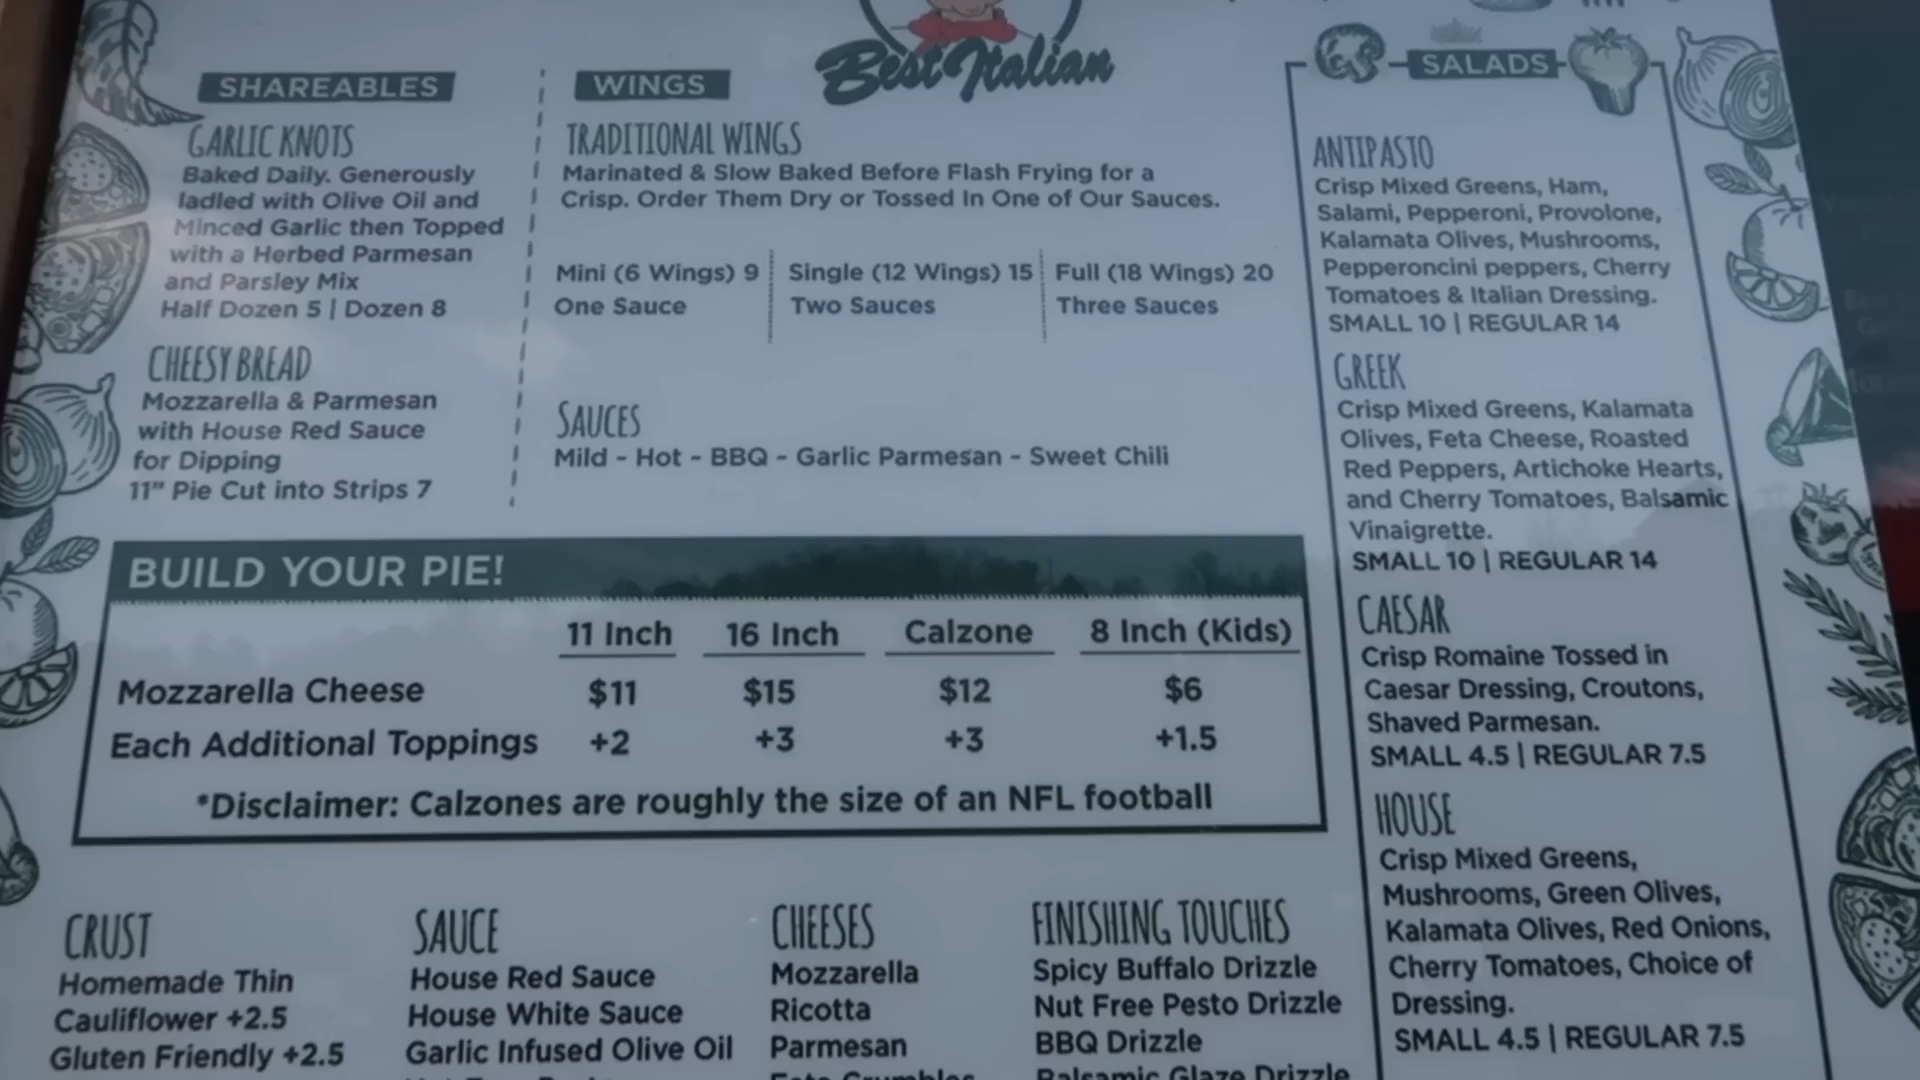 Best Italian
SHAREABLES
GARLIC KNOTS
Baked Daily. Generously
ladled with Olive Oil and
Minced Garlic then Topped
with a Herbed Parmesan
and Parsley Mix
Half Dozen 5 | Dozen 8
CHEESY BREAD
Mozzarella & Parmesan
with House Red Sauce
for Dipping
11" Pie Cut into Strips 7
WINGS
TRADITIONAL WINGS
Marinated & Slow Baked Before Flash Frying for a
Crisp. Order Them Dry or Tossed In One of Our Sauces.
Mini (6 Wings) 9
One Sauce
Single (12 Wings) 15
Two Sauces
Full (18 Wings) 20
Three Sauces
SAUCES
Mild - Hot - BBQ - Garlic Parmesan - Sweet Chili
BUILD YOUR PIE!
11 Inch 16 Inch Calzone 8 Inch (Kids)
Mozzarella Cheese $11 $15 $12 $6
Each Additional Toppings +2 +3 +3 +1.5
*Disclaimer: Calzones are roughly the size of an NFL football
CRUST
Homemade Thin
Cauliflower +2.5
Gluten Friendly +2.5
SAUCE
House Red Sauce
House White Sauce
Garlic Infused Olive Oil
CHEESES
Mozzarella
Ricotta
Parmesan
Feta Crumbles
FINISHING TOUCHES
Spicy Buffalo Drizzle
Nut Free Pesto Drizzle
BBQ Drizzle
Balsamic Glaze Drizzle
SALADS
ANTIPASTO
Crisp Mixed Greens, Ham,
Salami, Pepperoni, Provolone,
Kalamata Olives, Mushrooms,
Pepperoncini peppers, Cherry
Tomatoes & Italian Dressing.
SMALL 10 | REGULAR 14
GREEK
Crisp Mixed Greens, Kalamata
Olives, Feta Cheese, Roasted
Red Peppers, Artichoke Hearts,
and Cherry Tomatoes, Balsamic
Vinaigrette.
SMALL 10 | REGULAR 14
CAESAR
Crisp Romaine Tossed in
Caesar Dressing, Croutons,
Shaved Parmesan.
SMALL 4.5 | REGULAR 7.5
HOUSE
Crisp Mixed Greens,
Mushrooms, Green Olives,
Kalamata Olives, Red Onions,
Cherry Tomatoes, Choice of
Dressing.
SMALL 4.5 | REGULAR 7.5